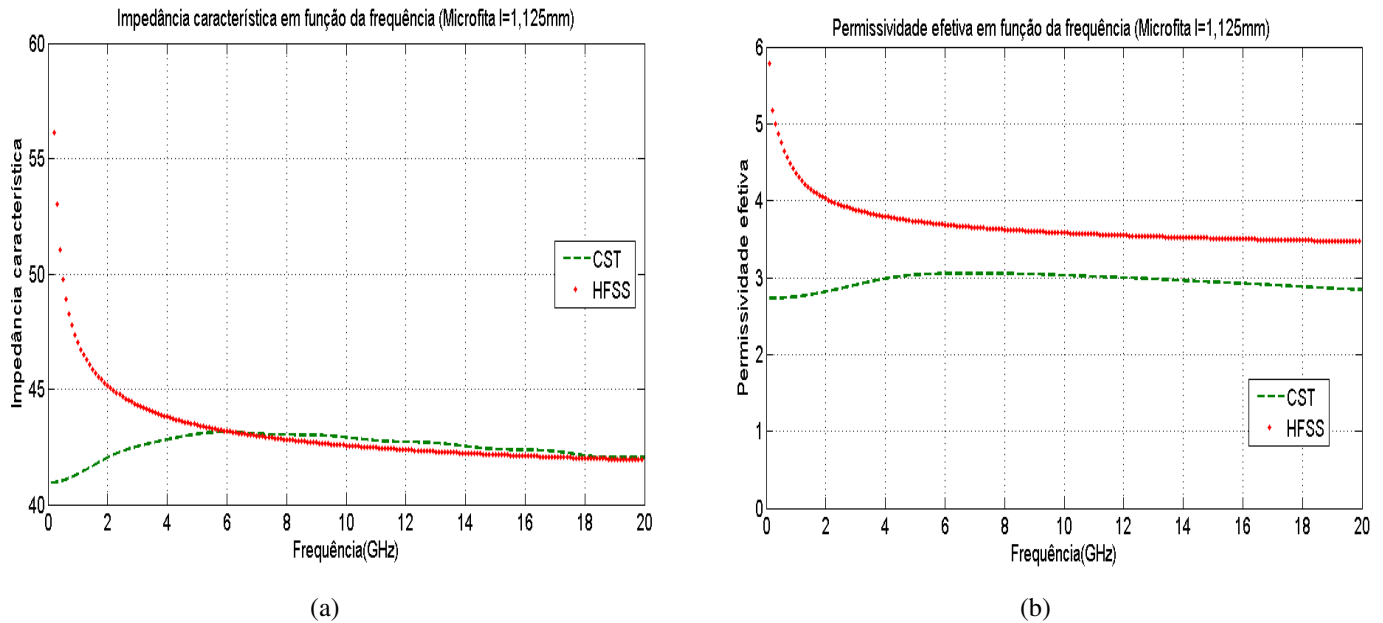 Impedância característica em função da frequência (Microfita l=1,125mm)
60
55
50
45
40
Impedância característica
0 2 4 6 8 10 12 14 16 18 20
Frequência(GHz)
CST
HFSS
(a)
Permissividade efetiva em função da frequência (Microfita l=1,125mm)
6
5
4
3
2
1
0
Permissividade efetiva
0 2 4 6 8 10 12 14 16 18 20
Frequência(GHz)
CST
HFSS
(b)